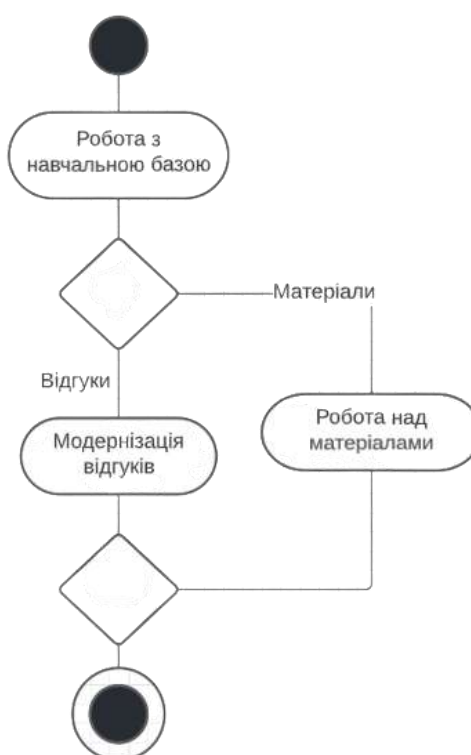 Робота з
навчальною базою
Матеріали
Відгуки
Модернізація
відгуків
Робота над
матеріалами